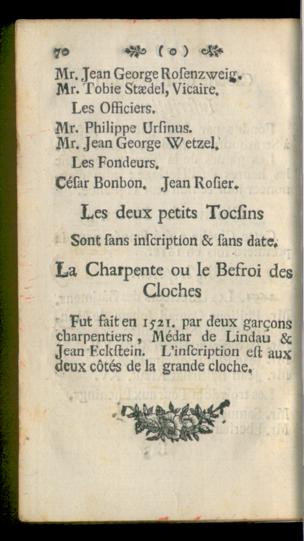 70 ( 0 )
Mr. Jean George Rosenzweig.
Mr. Tobie Stædel, Vicaire.
Les Officiers.
Mr. Philippe Ursinus.
Mr. Jean George Wetzel.
Les Fondeurs.
César Bonbon. Jean Rosier.
Les deux petits Tocsins
Sont sans inscription & sans date.
La Charpente ou le Befroi des
Cloches
Fut fait en 1521. par deux garçons
charpentiers, Médar de Lindau &
Jean Eckstein. L'inscription est aux
deux côtés de la grande cloche.